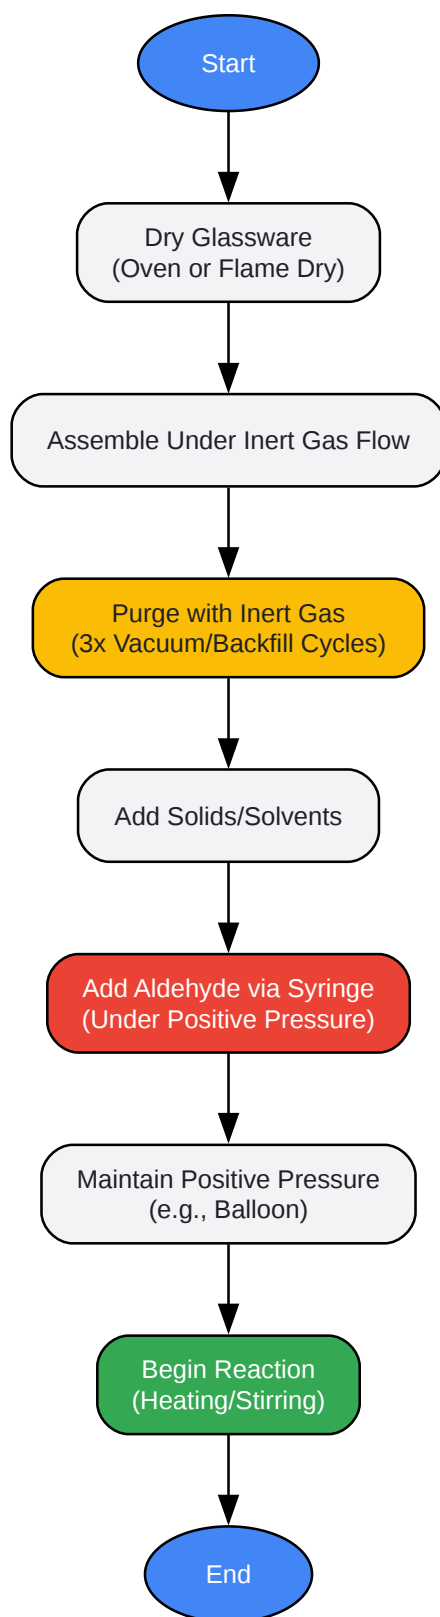 Start
Dry Glassware
(Oven or Flame Dry)
Assemble Under Inert Gas Flow
Purge with Inert Gas
(3x Vacuum/Backfill Cycles)
Add Solids/Solvents
Add Aldehyde via Syringe
(Under Positive Pressure)
Maintain Positive Pressure
(e.g., Balloon)
Begin Reaction
(Heating/Stirring)
End